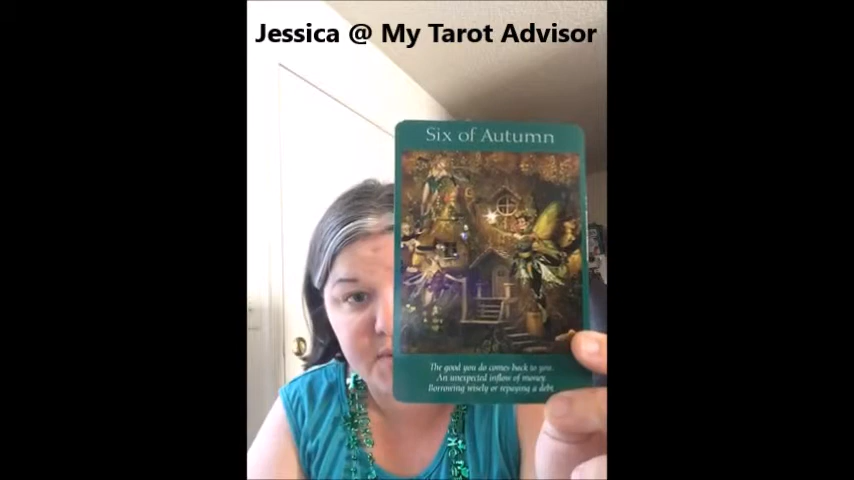 Jessica @ My Tarot Advisor
Six of Autumn
The good you do comes back to you.
An unexpected inflow of money.
Borrowing wisely or repaying a debt.